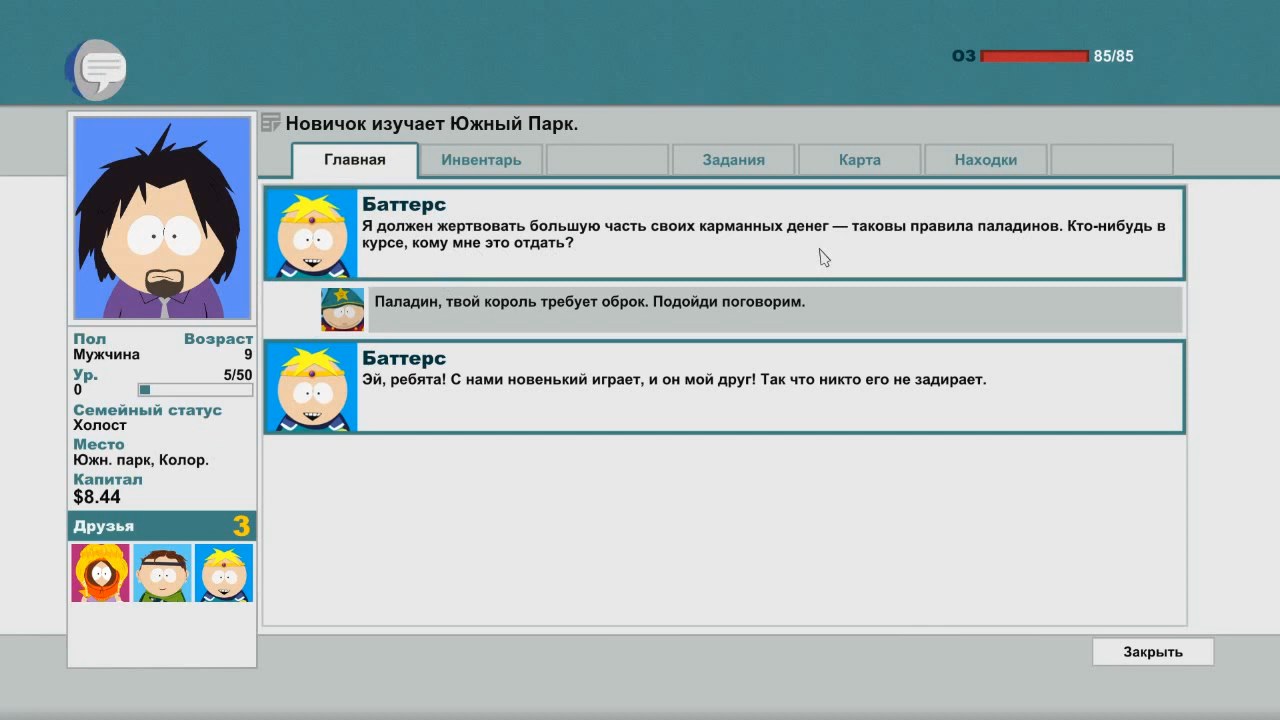 ОЗ 85/85
Новичок изучает Южный Парк.
Главная Инвентарь Задания Карта Находки
Баттерс
Я должен жертвовать большую часть своих карманных денег — таковы правила паладинов. Кто-нибудь в
курсе, кому мне это отдать?
Паладин, твой король требует оброк. Подойди поговорим.
Баттерс
Эй, ребята! С нами новенький играет, и он мой друг! Так что никто его не задирает.
Пол Возраст
Мужчина 9
Ур. 5/50
0
Семейный статус
Холост
Место
Южн. парк, Колор.
Капитал
$8.44
Друзья 3
Закрыть